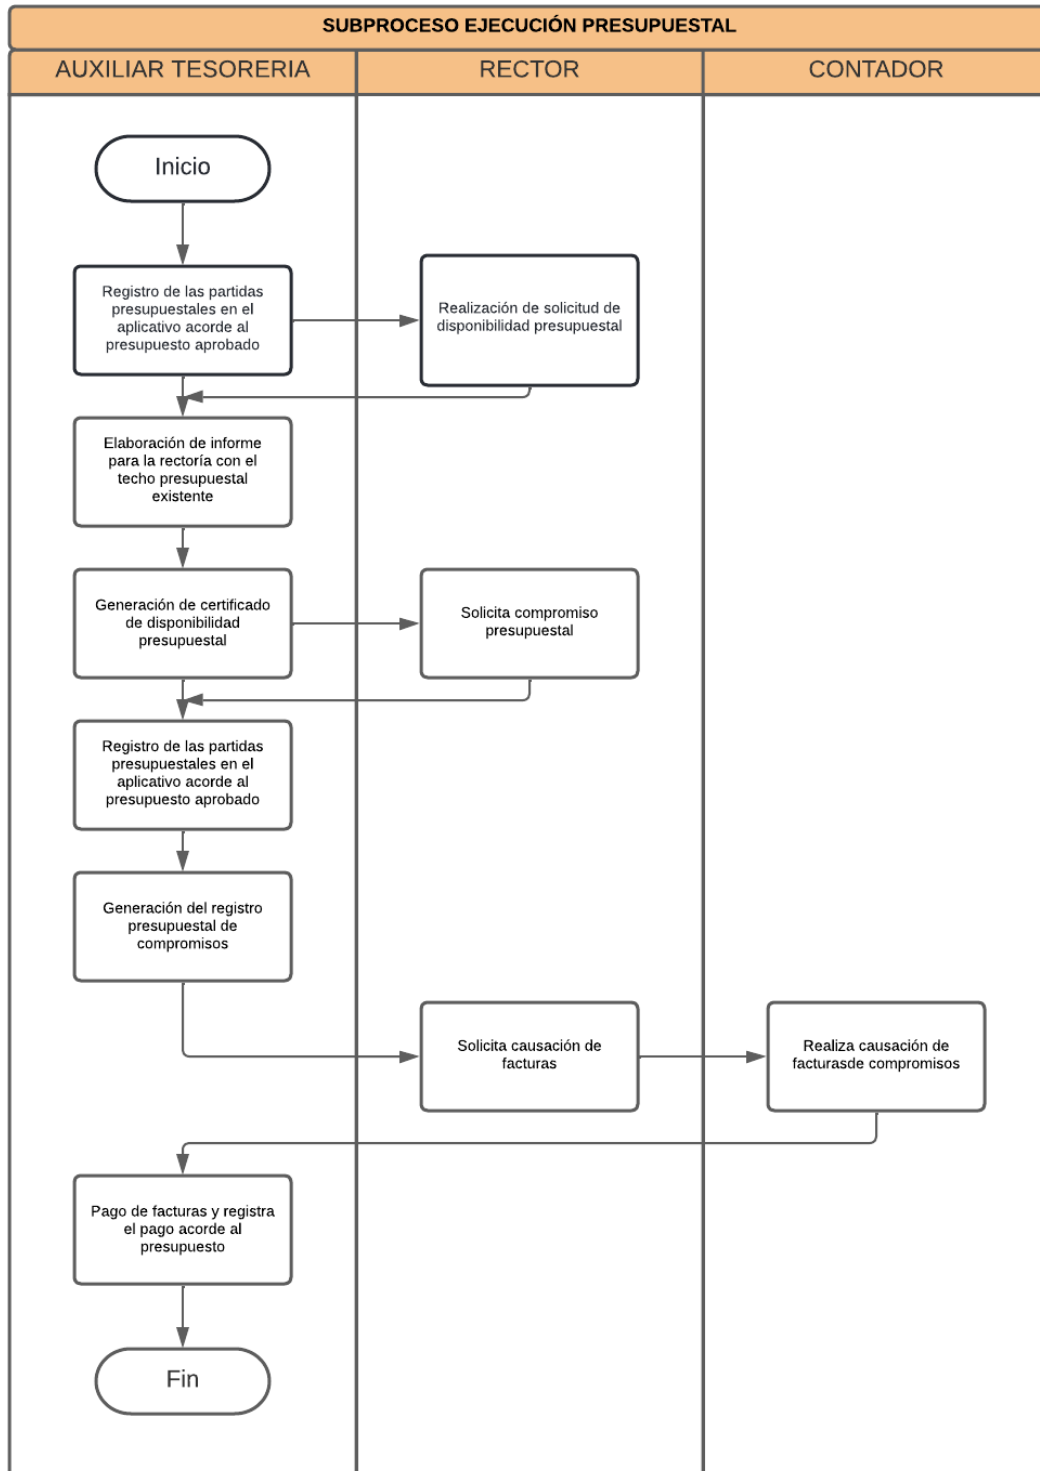 SUBPROCESO EJECUCIÓN PRESUPUESTAL
AUXILIAR TESORERIA
RECTOR
CONTADOR
Inicio
Registro de las partidas
presupuestales en el
aplicativo acorde al
presupuesto aprobado
Realización de solicitud de
disponibilidad presupuestal
Elaboración de informe
para la rectoría con el
techo presupuestal
existente
Generación de certificado
de disponibilidad
presupuestal
Solicita compromiso
presupuestal
Registro de las partidas
presupuestales en el
aplicativo acorde al
presupuesto aprobado
Generación del registro
presupuestal de
compromisos
Solicita causación de
facturas
Realiza causación de
facturasde compromisos
Pago de facturas y registra
el pago acorde al
presupuesto
Fin